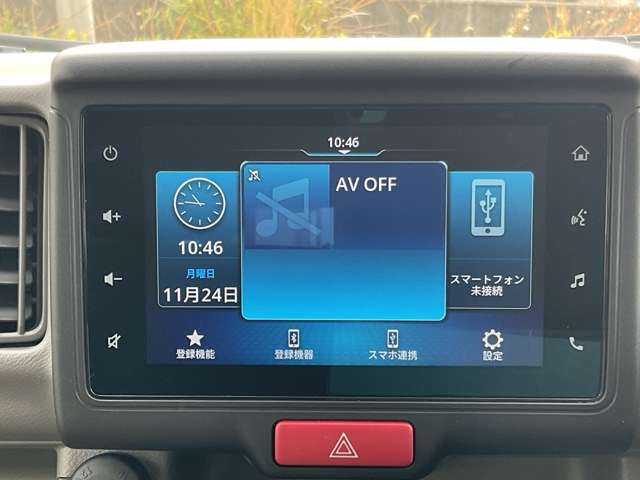 10:46
AV OFF
10:46
月曜日
11月24日
スマートフォン
未接続
登録機能
登録機器
スマホ連携
設定